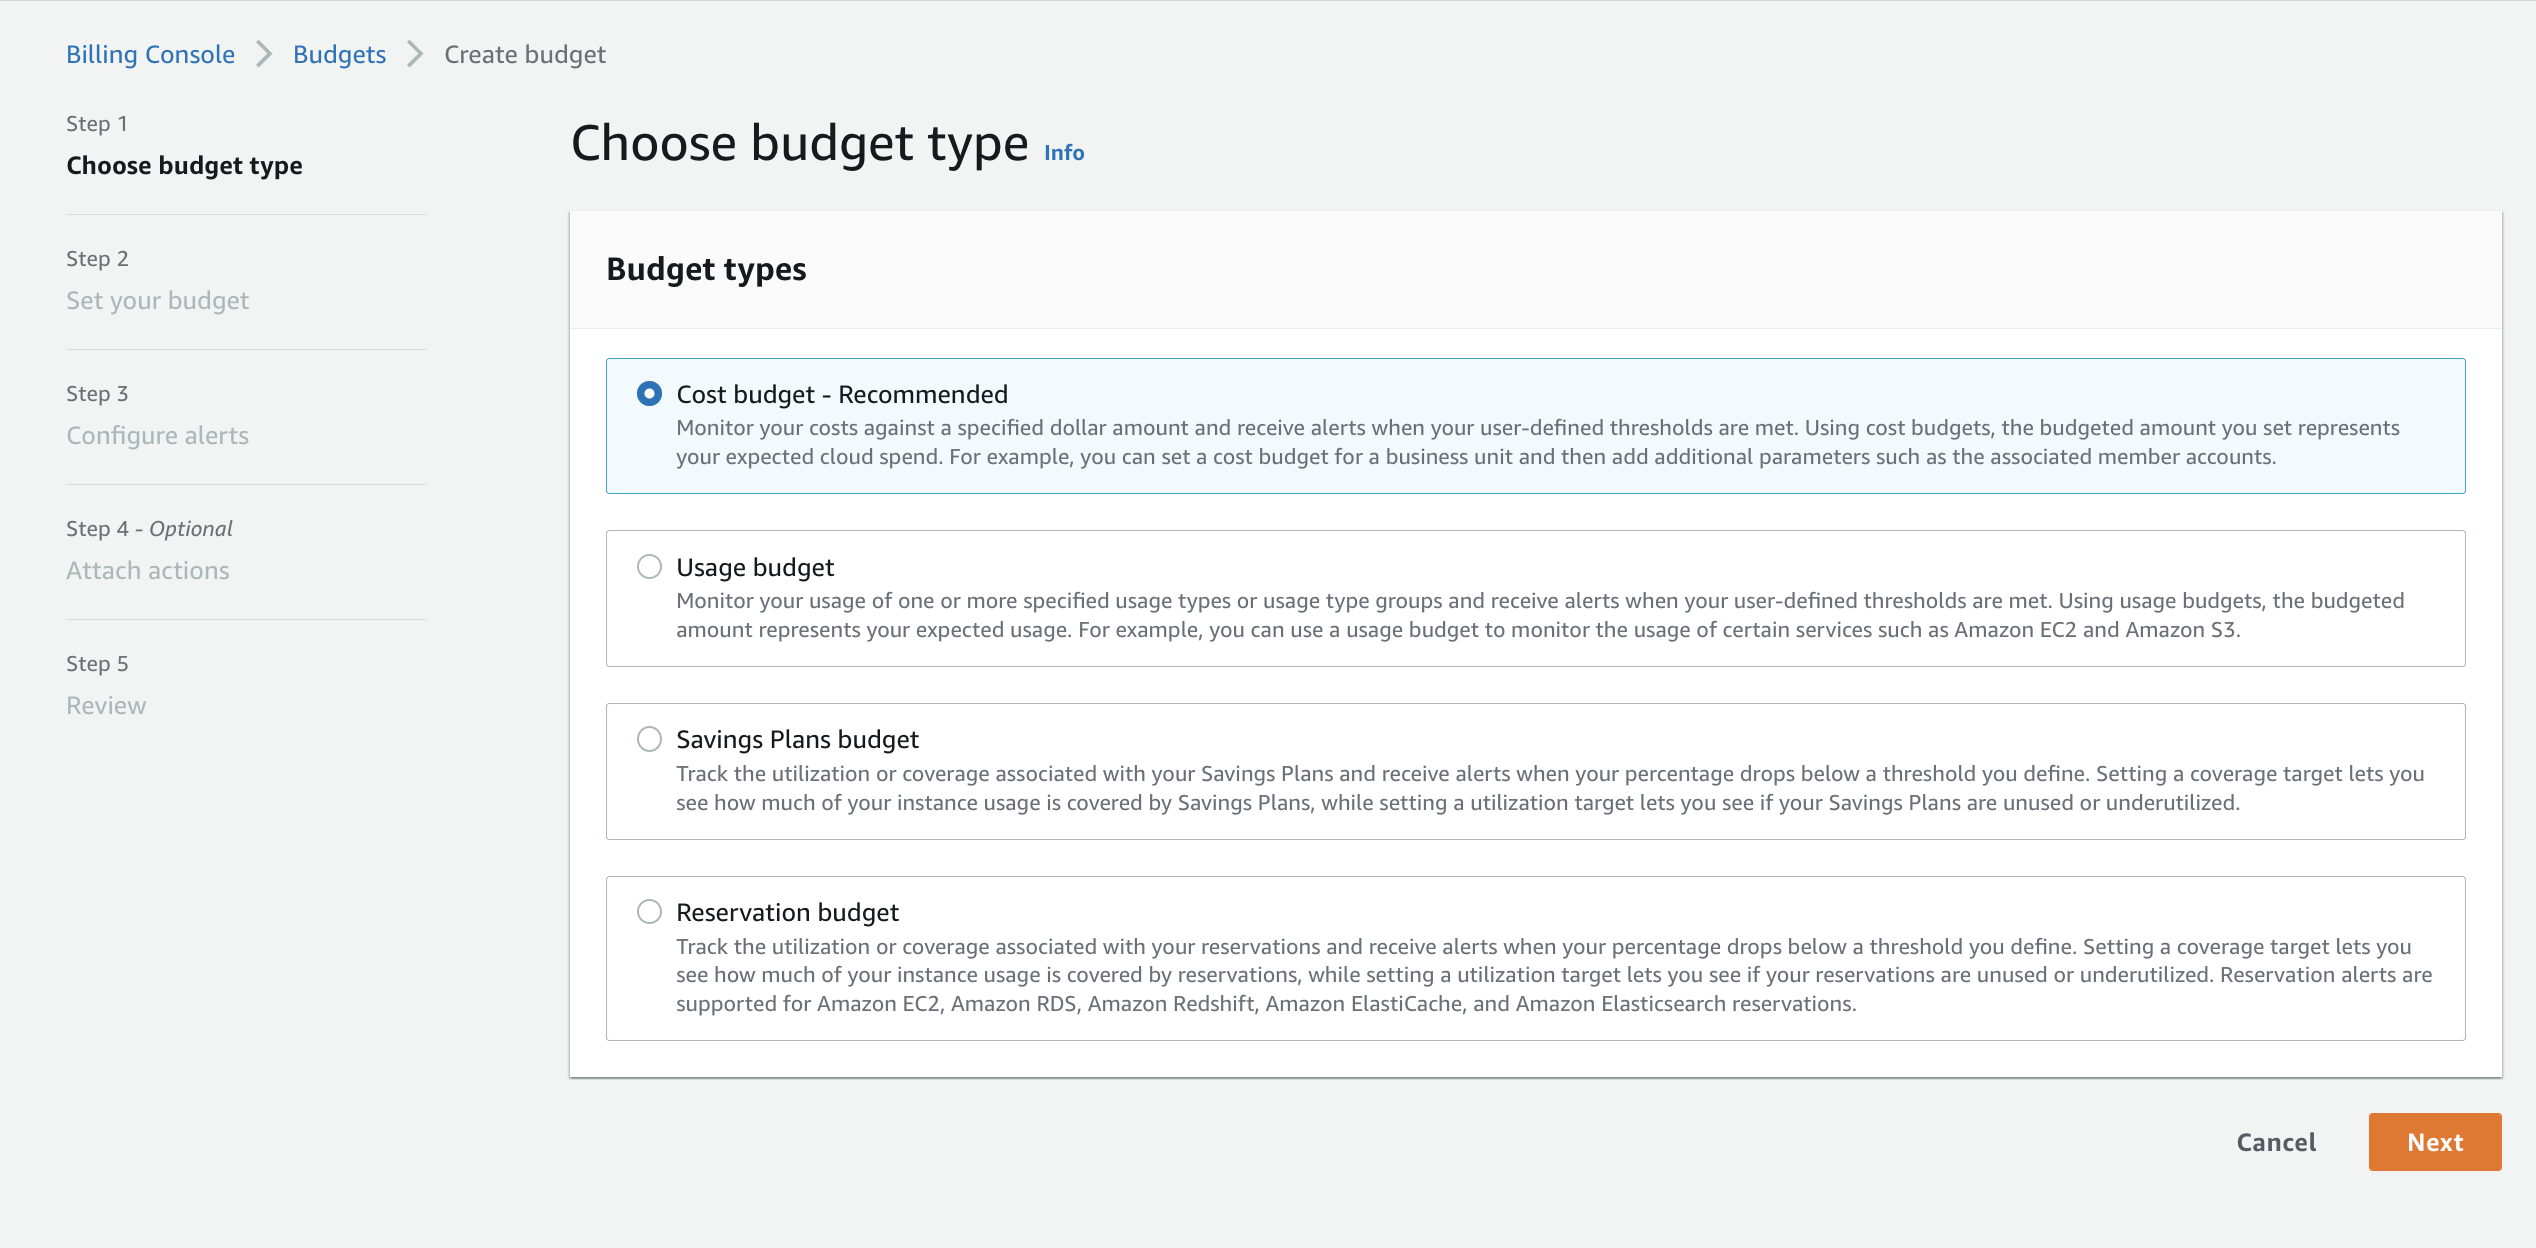 Billing Console > Budgets > Create budget
Step 1
Choose budget type
Step 2
Set your budget
Step 3
Configure alerts
Step 4 - Optional
Attach actions
Step 5
Review
Choose budget type Info
Budget types
Cost budget - Recommended
Monitor your costs against a specified dollar amount and receive alerts when your user-defined thresholds are met. Using cost budgets, the budgeted amount you set represents
your expected cloud spend. For example, you can set a cost budget for a business unit and then add additional parameters such as the associated member accounts.
Usage budget
Monitor your usage of one or more specified usage types or usage type groups and receive alerts when your user-defined thresholds are met. Using usage budgets, the budgeted
amount represents your expected usage. For example, you can use a usage budget to monitor the usage of certain services such as Amazon EC2 and Amazon S3.
Savings Plans budget
Track the utilization or coverage associated with your Savings Plans and receive alerts when your percentage drops below a threshold you define. Setting a coverage target lets you
see how much of your instance usage is covered by Savings Plans, while setting a utilization target lets you see if your Savings Plans are unused or underutilized.
Reservation budget
Track the utilization or coverage associated with your reservations and receive alerts when your percentage drops below a threshold you define. Setting a coverage target lets you
see how much of your instance usage is covered by reservations, while setting a utilization target lets you see if your reservations are unused or underutilized. Reservation alerts are
supported for Amazon EC2, Amazon RDS, Amazon Redshift, Amazon ElastiCache, and Amazon Elasticsearch reservations.
Cancel
Next